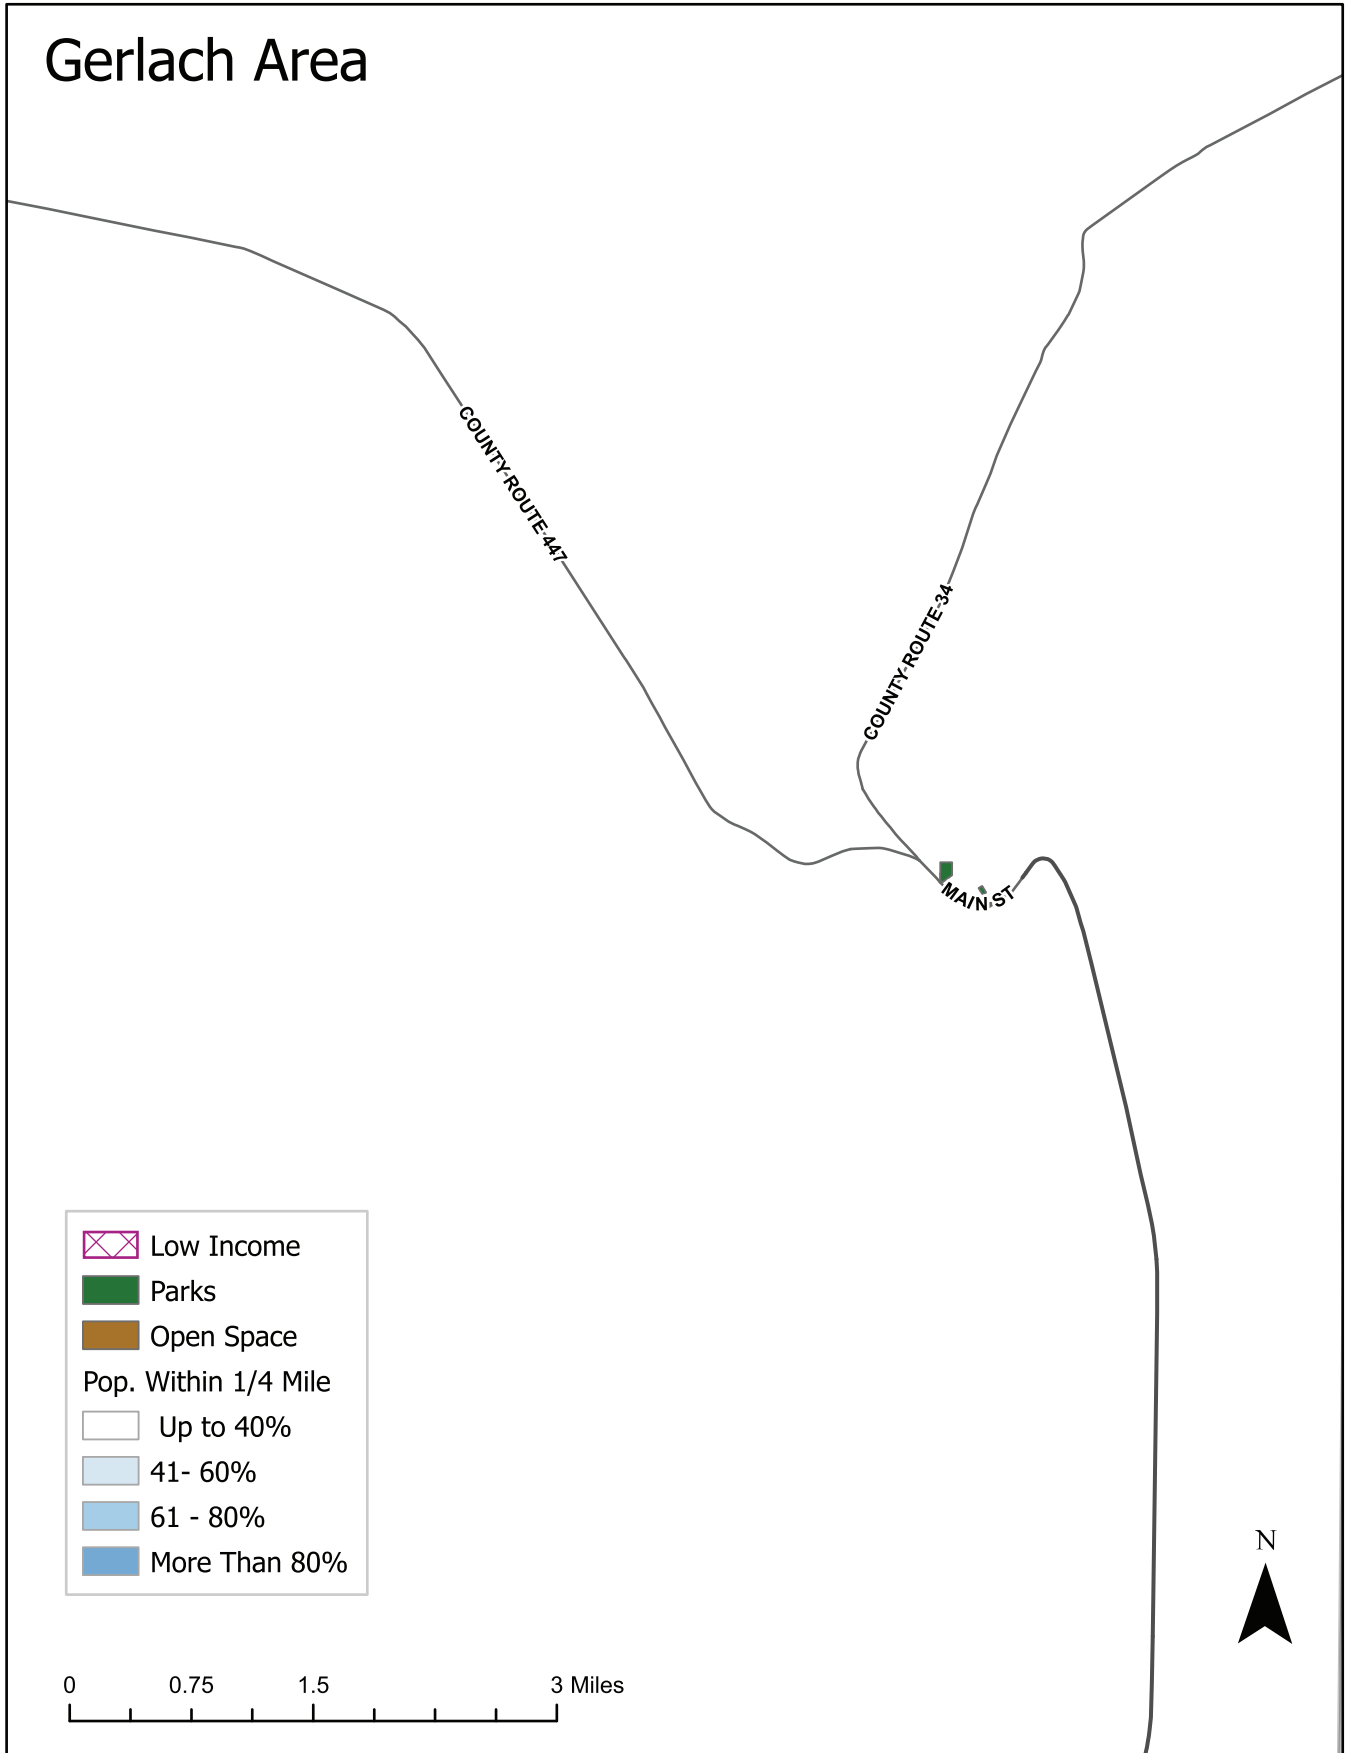 Gerlach Area
COUNTY ROUTE 447
COUNTY ROUTE 34
MAIN ST
Low Income
Parks
Open Space
Pop. Within 1/4 Mile
Up to 40%
41- 60%
61 - 80%
More Than 80%
N
0 0.75 1.5 3 Miles